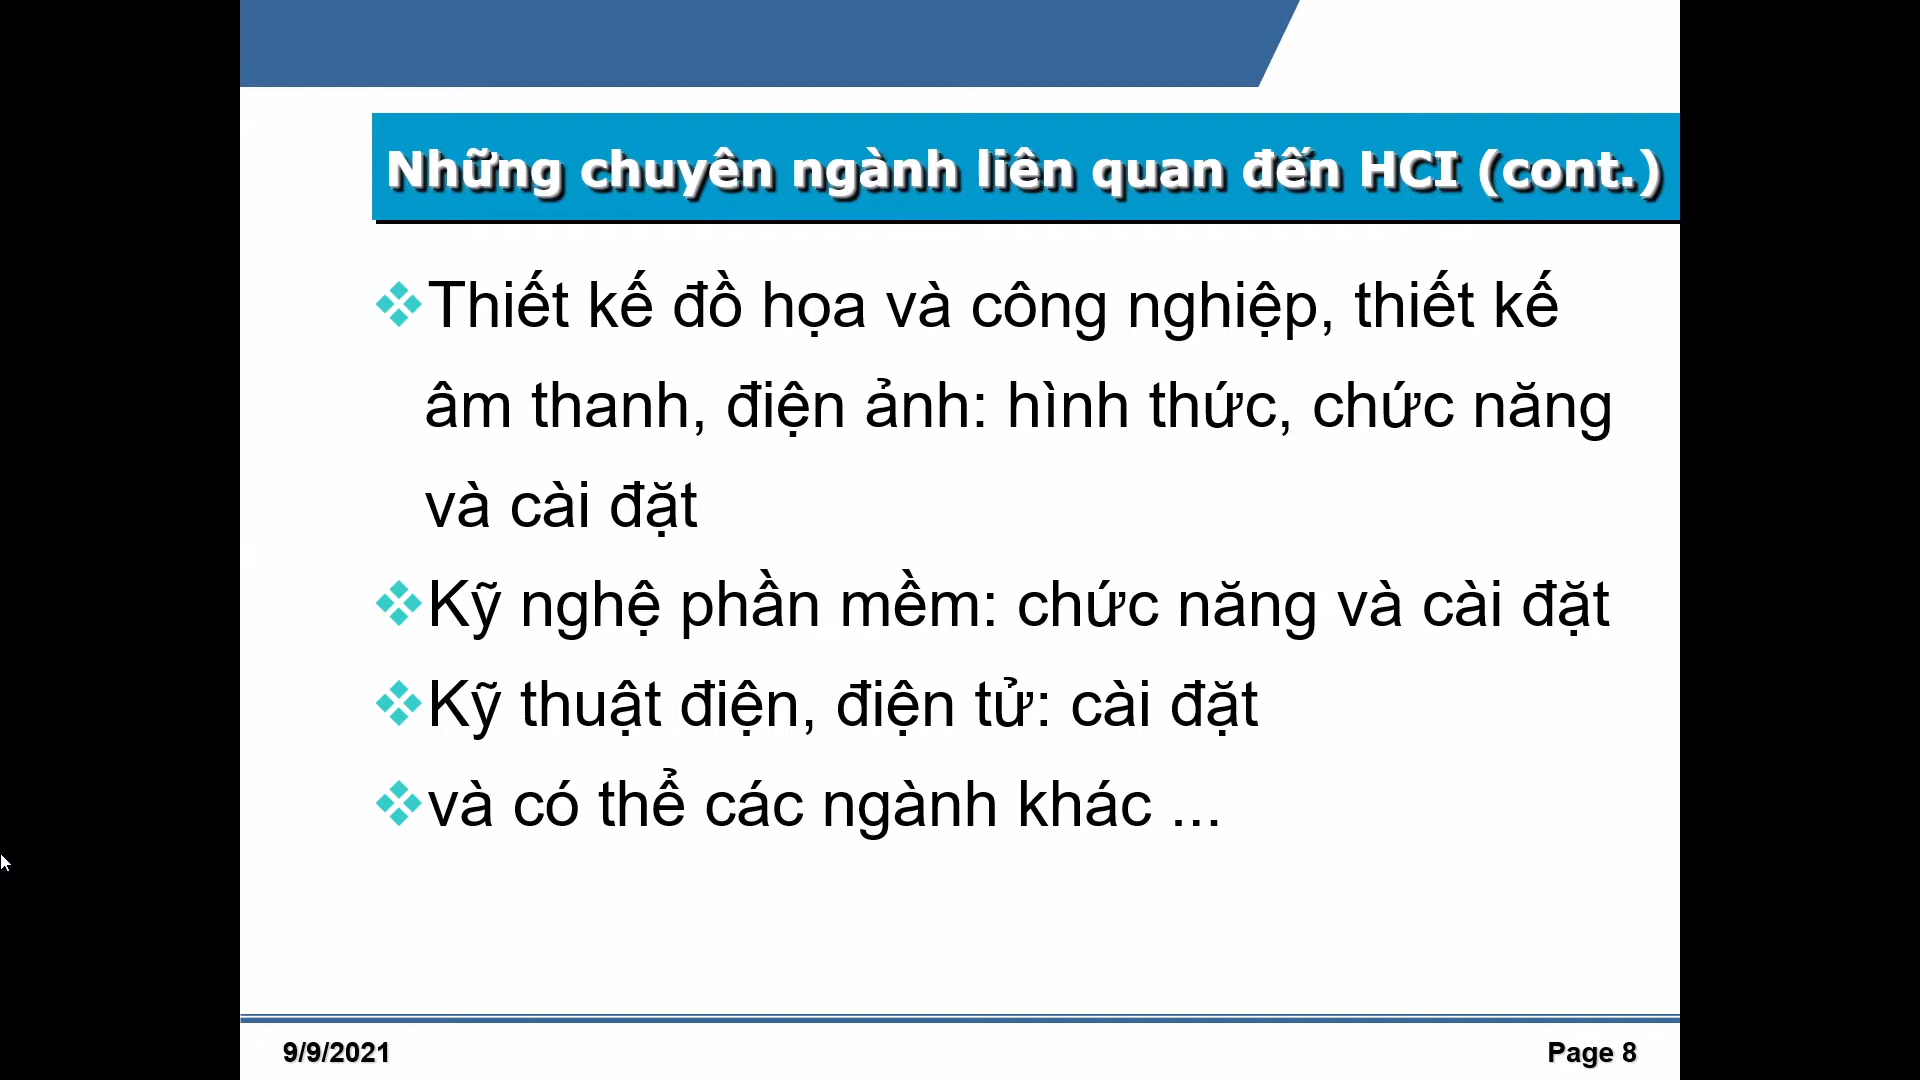 Những chuyên ngành liên quan đến HCI (cont.)
Thiết kế đồ họa và công nghiệp, thiết kế
âm thanh, điện ảnh: hình thức, chức năng
và cài đặt
Kỹ nghệ phần mềm: chức năng và cài đặt
Kỹ thuật điện, điện tử: cài đặt
và có thể các ngành khác ...
9/9/2021
Page 8